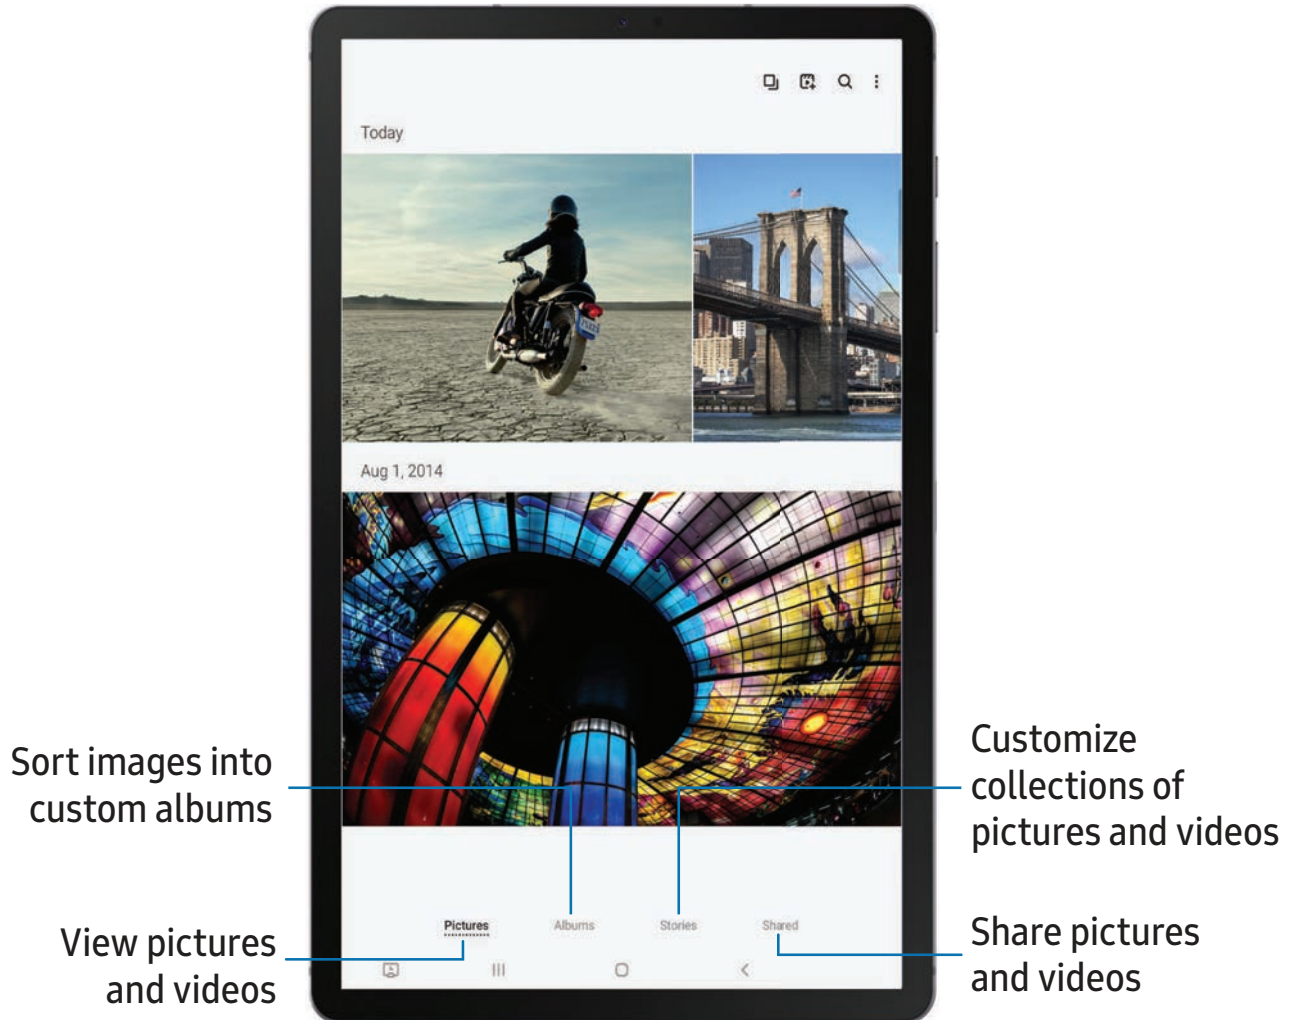 Today
Aug 1, 2014
Sort images into
custom albums
Customize
collections of
pictures and videos
Pictures
Albums
Stories
Shared
View pictures
and videos
Share pictures
and videos